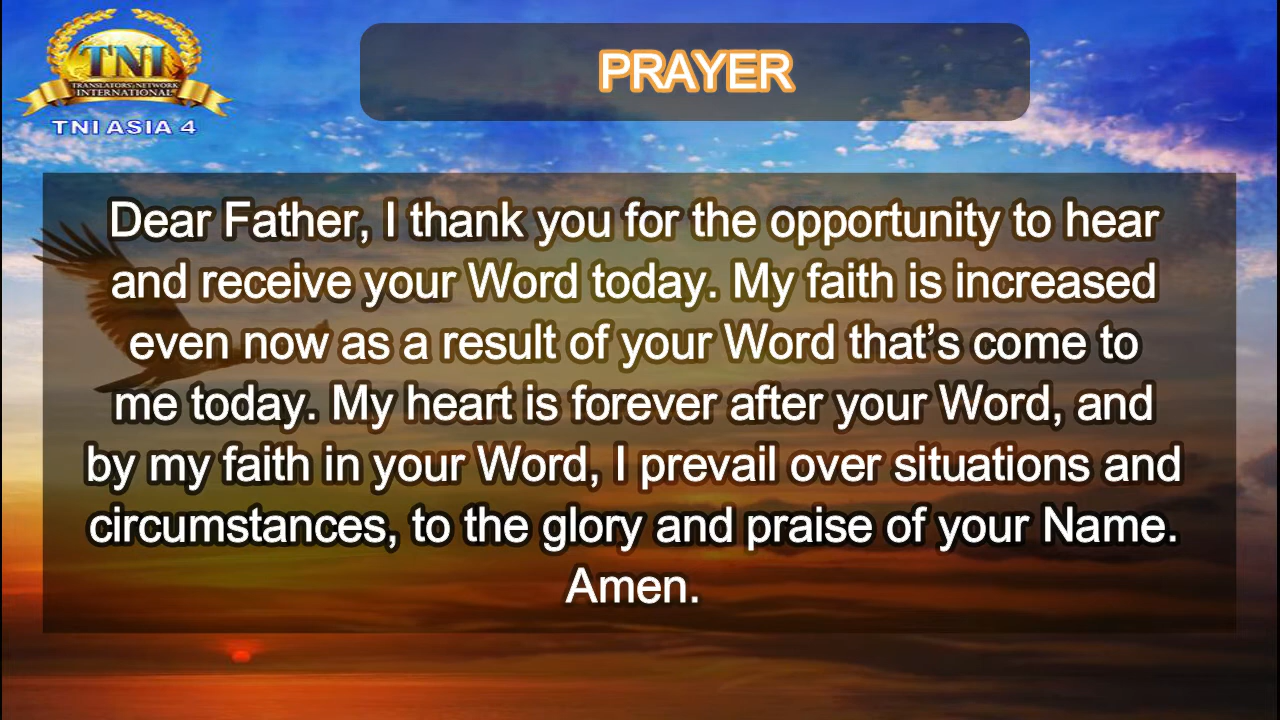 TNI
TRANSLATORS' NETWORK
INTERNATIONAL
TNI ASIA 4
PRAYER
Dear Father, I thank you for the opportunity to hear
and receive your Word today. My faith is increased
even now as a result of your Word that’s come to
me today. My heart is forever after your Word, and
by my faith in your Word, I prevail over situations and
circumstances, to the glory and praise of your Name.
Amen.